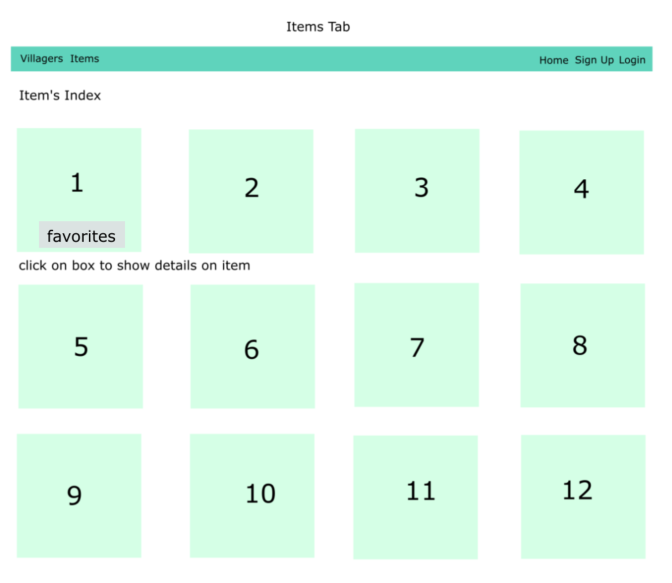 Items Tab
Villagers Items
Home Sign Up Login
Item's Index
1
2
3
4
favorites
click on box to show details on item
5
6
7
8
9
10
11
12